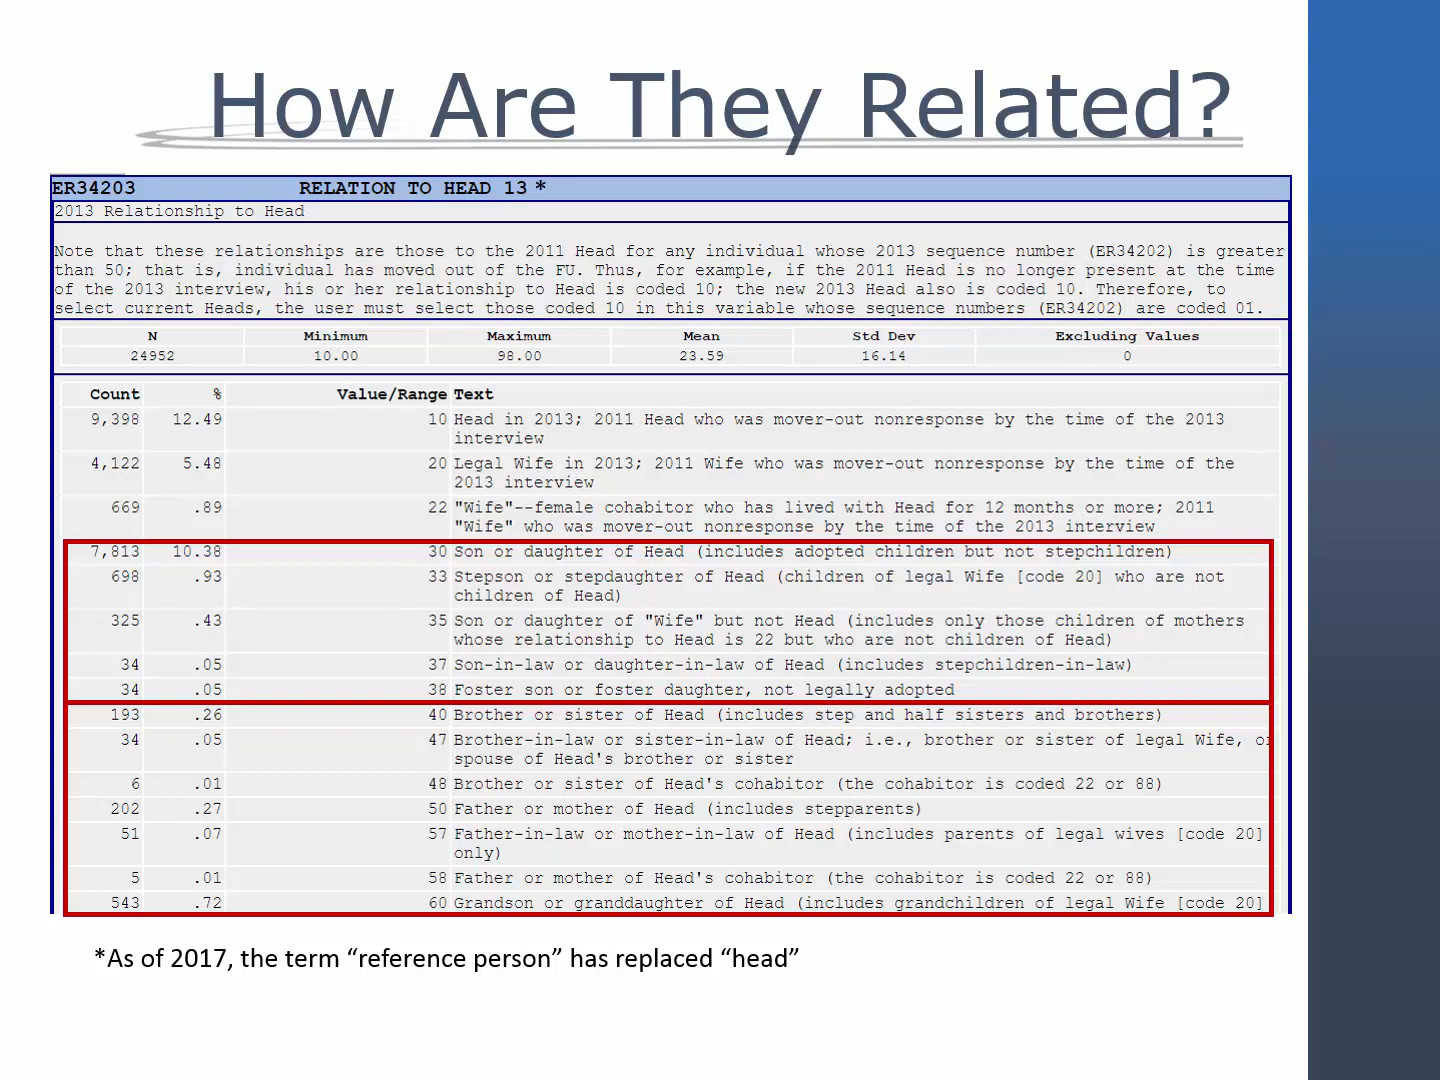 How Are They Related?
ER34203 RELATION TO HEAD 13 *
2013 Relationship to Head
Note that these relationships are those to the 2011 Head for any individual whose 2013 sequence number (ER34202) is greater
than 50; that is, individual has moved out of the FU. Thus, for example, if the 2011 Head is no longer present at the time
of the 2013 interview, his or her relationship to Head is coded 10; the new 2013 Head also is coded 10. Therefore, to
select current Heads, the user must select those coded 10 in this variable whose sequence numbers (ER34202) are coded 01.
N Minimum Maximum Mean Std Dev Excluding Values
24952 10.00 98.00 23.59 16.14 0
Count % Value/Range Text
9,398 12.49 10 Head in 2013; 2011 Head who was mover-out nonresponse by the time of the 2013
interview
4,122 5.48 20 Legal Wife in 2013; 2011 Wife who was mover-out nonresponse by the time of the
2013 interview
669 .89 22 "Wife"--female cohabitor who has lived with Head for 12 months or more; 2011
"Wife" who was mover-out nonresponse by the time of the 2013 interview
7,813 10.38 30 Son or daughter of Head (includes adopted children but not stepchildren)
698 .93 33 Stepson or stepdaughter of Head (children of legal Wife [code 20] who are not
children of Head)
325 .43 35 Son or daughter of "Wife" but not Head (includes only those children of mothers
whose relationship to Head is 22 but who are not children of Head)
34 .05 37 Son-in-law or daughter-in-law of Head (includes stepchildren-in-law)
34 .05 38 Foster son or foster daughter, not legally adopted
193 .26 40 Brother or sister of Head (includes step and half sisters and brothers)
34 .05 47 Brother-in-law or sister-in-law of Head; i.e., brother or sister of legal Wife, or
spouse of Head's brother or sister
6 .01 48 Brother or sister of Head's cohabitor (the cohabitor is coded 22 or 88)
202 .27 50 Father or mother of Head (includes stepparents)
51 .07 57 Father-in-law or mother-in-law of Head (includes parents of legal wives [code 20]
only)
5 .01 58 Father or mother of Head's cohabitor (the cohabitor is coded 22 or 88)
543 .72 60 Grandson or granddaughter of Head (includes grandchildren of legal Wife [code 20]
*As of 2017, the term “reference person” has replaced “head”